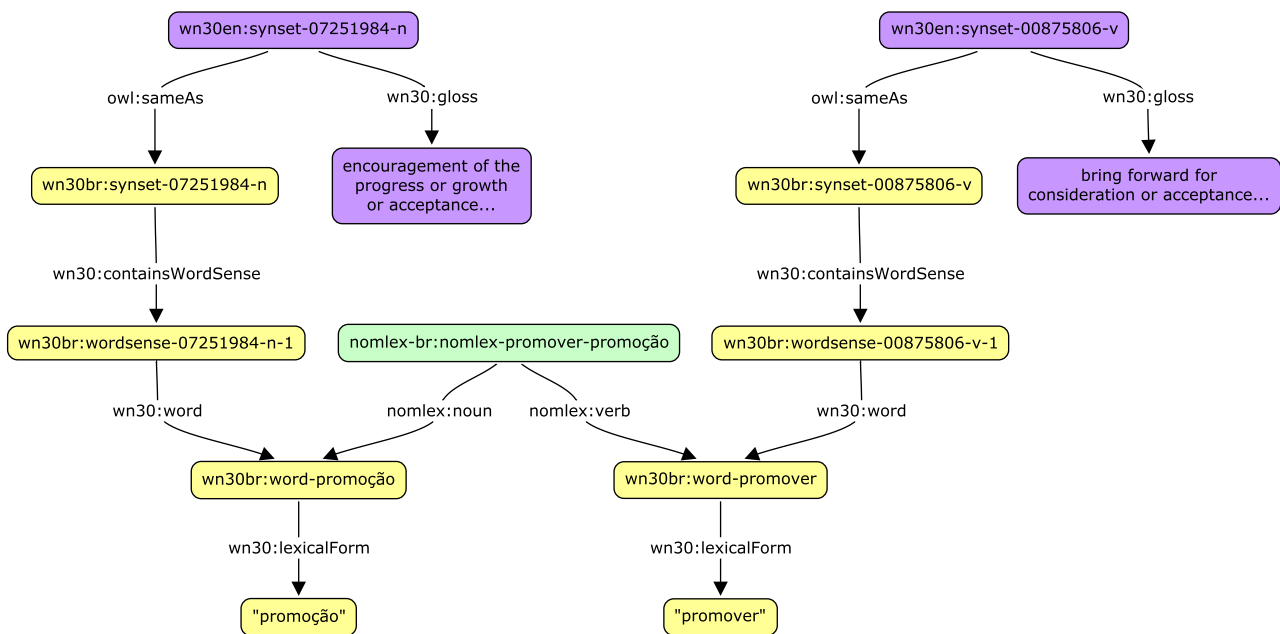 wn30en:synset-07251984-n
wn30en:synset-00875806-v
owl:sameAs
wn30:gloss
owl:sameAs
wn30:gloss
encouragement of the
progress or growth
or acceptance...
wn30br:synset-07251984-n
wn30br:synset-00875806-v
bring forward for
consideration or acceptance...
wn30:containsWordSense
wn30:containsWordSense
wn30br:wordsense-07251984-n-1
nomlex-br:nomlex-promover-promoção
wn30br:wordsense-00875806-v-1
wn30:word
nomlex:noun
nomlex:verb
wn30:word
wn30br:word-promoção
wn30br:word-promover
wn30:lexicalForm
wn30:lexicalForm
"promoção"
"promover"